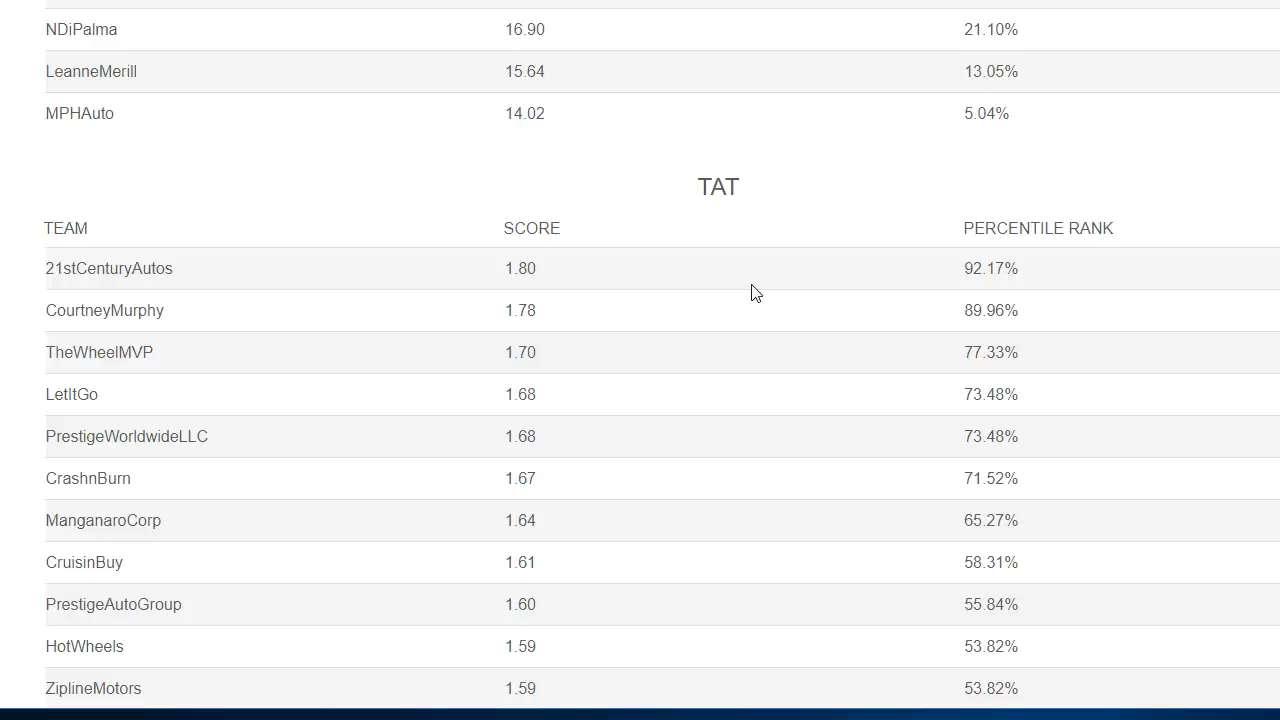 NDiPalma 16.90 21.10%
LeanneMerill 15.64 13.05%
MPHAuto 14.02 5.04%
TAT
TEAM SCORE PERCENTILE RANK
21stCenturyAutos 1.80 92.17%
CourtneyMurphy 1.78 89.96%
TheWheelMVP 1.70 77.33%
LetItGo 1.68 73.48%
PrestigeWorldwideLLC 1.68 73.48%
CrashnBurn 1.67 71.52%
ManganaroCorp 1.64 65.27%
CruisinBuy 1.61 58.31%
PrestigeAutoGroup 1.60 55.84%
HotWheels 1.59 53.82%
ZiplineMotors 1.59 53.82%